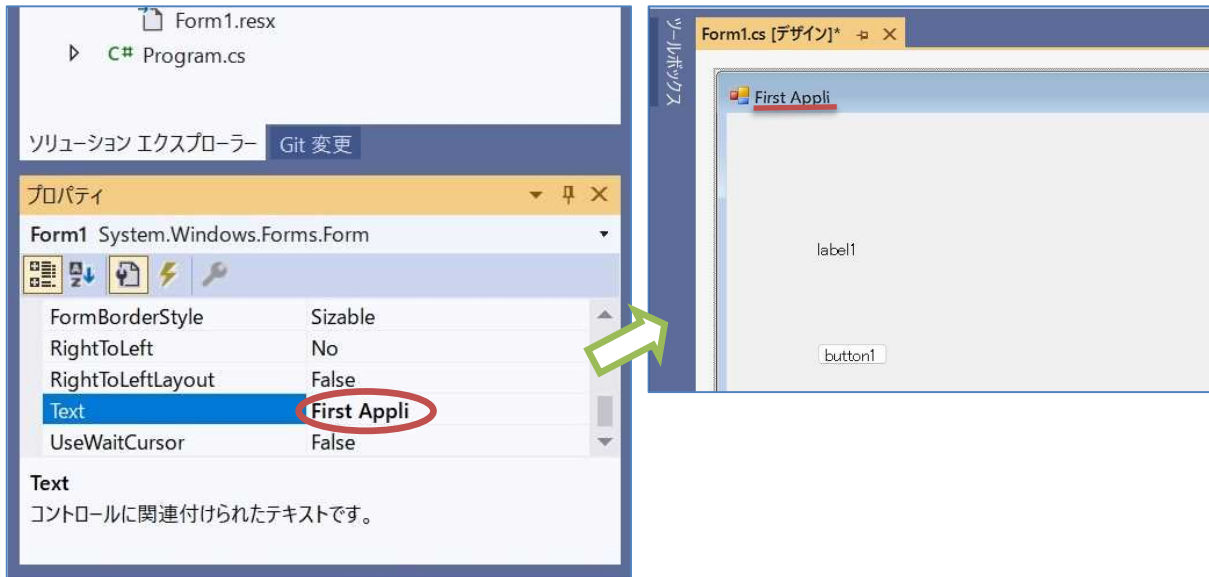 Form1.resx
C# Program.cs
ソリューション エクスプローラー Git 変更
プロパティ
Form1 System.Windows.Forms.Form
FormBorderStyle Sizable
RightToLeft No
RightToLeftLayout False
Text First Appli
UseWaitCursor False
Text
コントロールに関連付けられたテキストです。
ツールボックス
Form1.cs [デザイン]*
First Appli
label1
button1